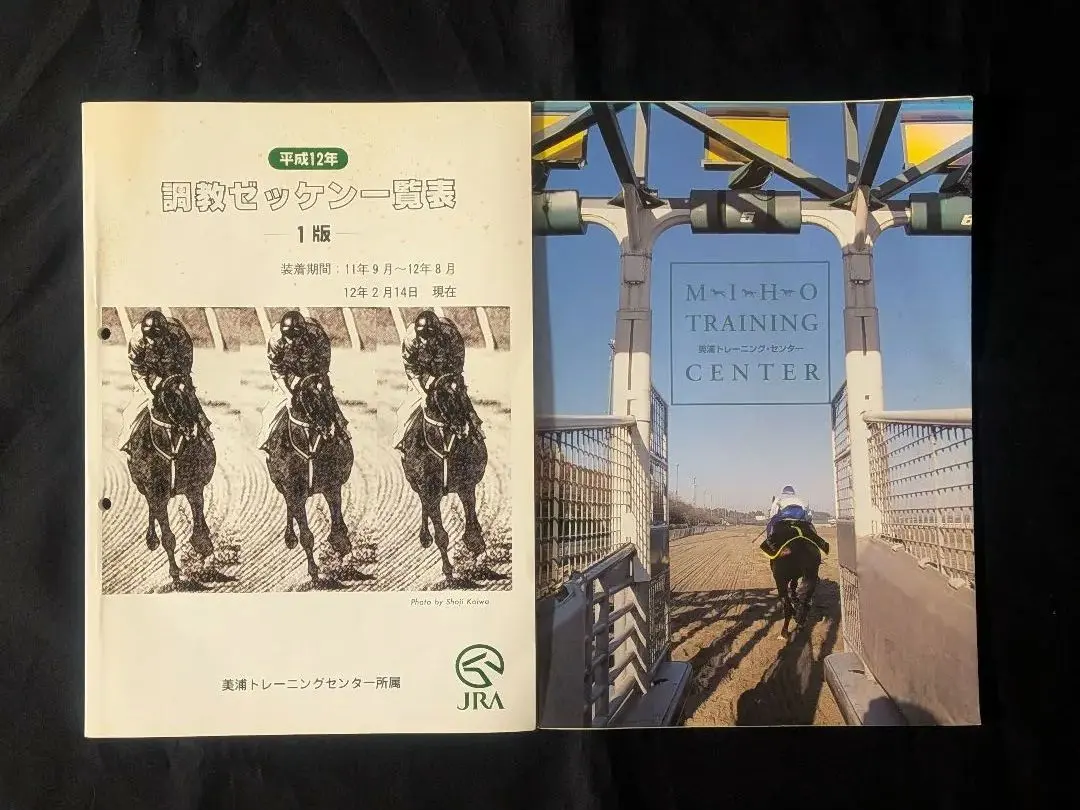 平成12年
調教ゼッケン一覧表
1版
装着期間：11年9月～12年8月
12年2月14日 現在
Photo by Shoji Kaiwa
美浦トレーニングセンター所属
JRA
5
6
MIHO
TRAINING
美浦トレーニング・センター
CENTER